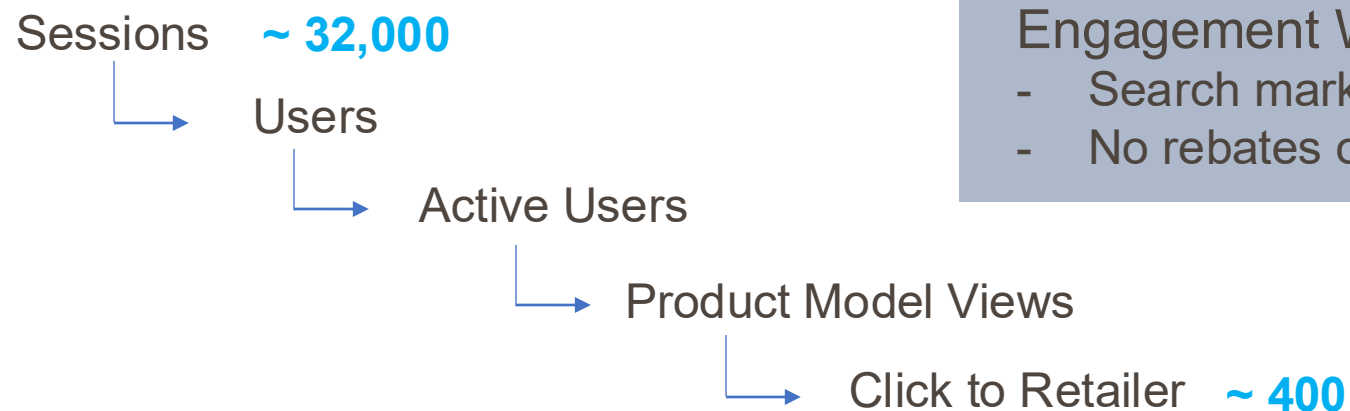 Sessions ~ 32,000
Engagement
- Search
- No rebates
Users
Active Users
Product Model Views
Click to Retailer ~ 400